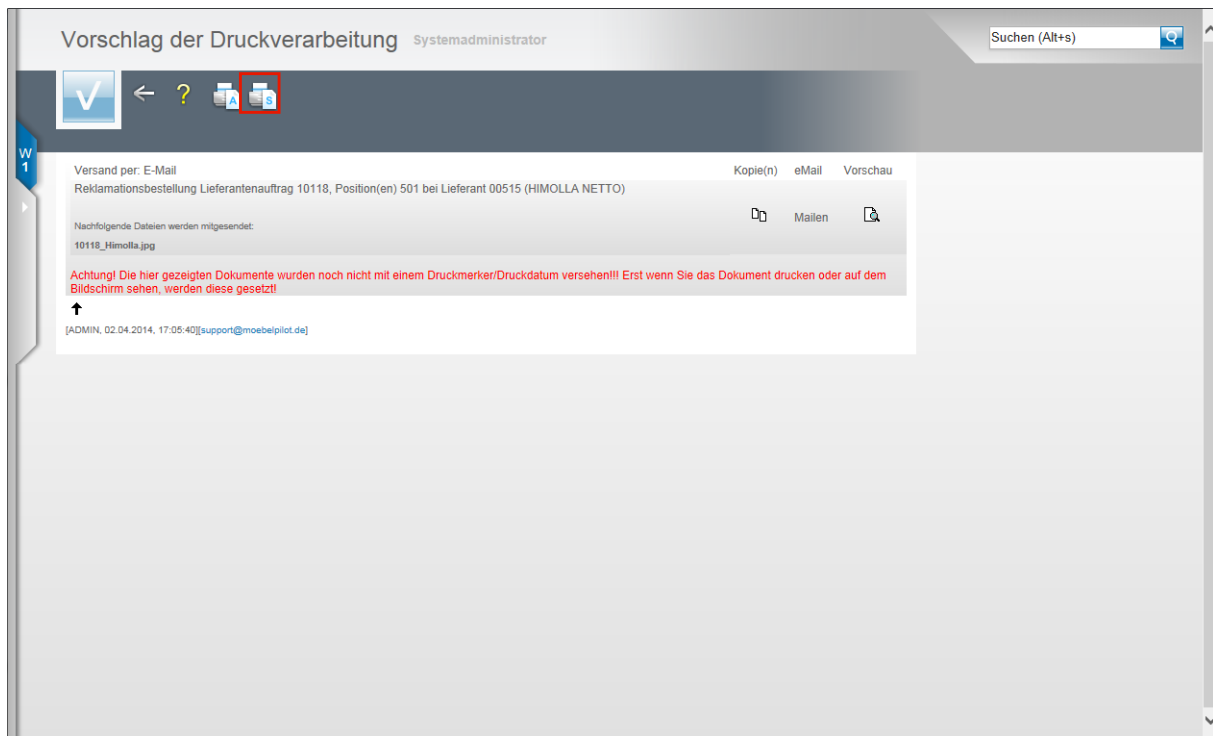 Vorschlag der Druckverarbeitung Systemadministrator
Suchen (Alt+s)
√ ? A S
W
1
Versand per: E-Mail Kopie(n) eMail Vorschau
Reklamationsbestellung Lieferantenauftrag 10118, Position(en) 501 bei Lieferant 00515 (HIMOLLA NETTO)
Mailen
Nachfolgende Dateien werden mitgesendet:
10118_Himolla.jpg
Achtung! Die hier gezeigten Dokumente wurden noch nicht mit einem Druckmerker/Druckdatum versehen!!! Erst wenn Sie das Dokument drucken oder auf dem
Bildschirm sehen, werden diese gesetzt!
[ADMIN, 02.04.2014, 17:05:40][support@moebelpilot.de]